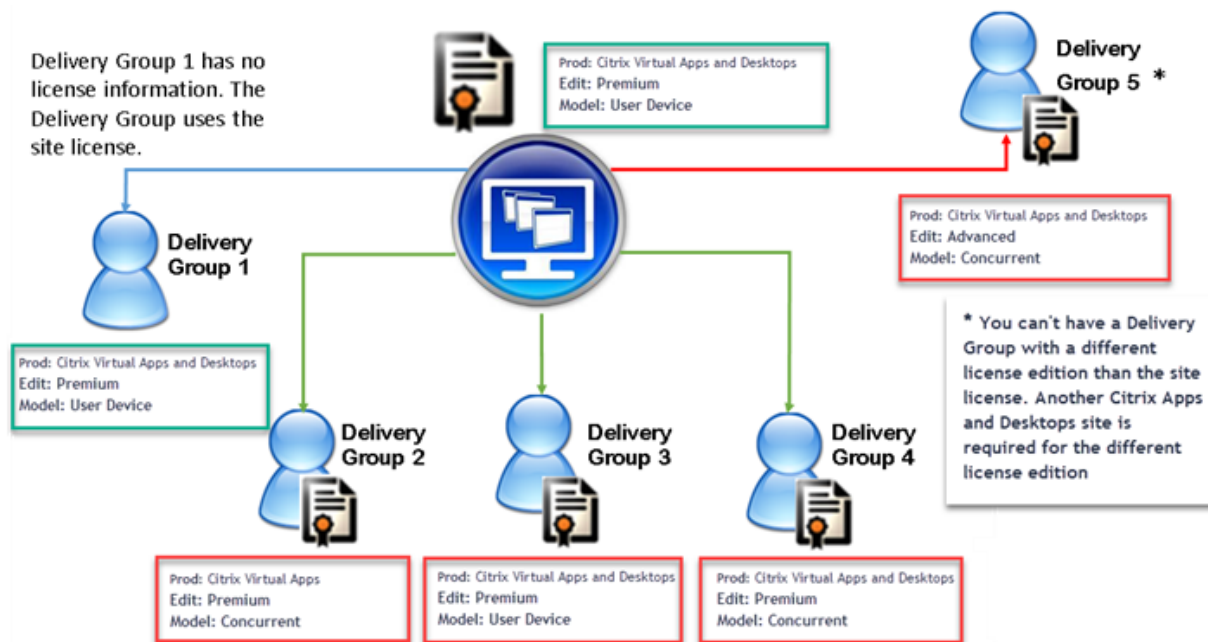 Delivery Group 1 has no
license information. The
Delivery Group uses the
site license.
Prod: Citrix Virtual Apps and Desktops
Edit: Premium
Model: User Device
Delivery
Group 5 *
Prod: Citrix Virtual Apps and Desktops
Edit: Advanced
Model: Concurrent
* You can't have a Delivery
Group with a different
license edition than the site
license. Another Citrix Apps
and Desktops site is
required for the different
license edition
Delivery
Group 1
Prod: Citrix Virtual Apps and Desktops
Edit: Premium
Model: User Device
Delivery
Group 2
Prod: Citrix Virtual Apps
Edit: Premium
Model: Concurrent
Delivery
Group 3
Prod: Citrix Virtual Apps and Desktops
Edit: Premium
Model: User Device
Delivery
Group 4
Prod: Citrix Virtual Apps and Desktops
Edit: Premium
Model: Concurrent